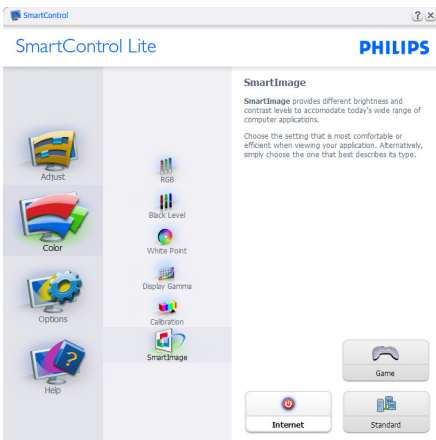 SmartControl
SmartControl Lite
PHILIPS
Adjust
Color
Options
Help
RGB
Black Level
White Point
Display Gamma
Calibration
SmartImage
SmartImage
SmartImage provides different brightness and
contrast levels to accomodate today's wide range of
computer applications.
Choose the setting that is most comfortable or
efficient when viewing your application. Alternatively,
simply choose the one that best describes its type.
Game
Internet
Standard